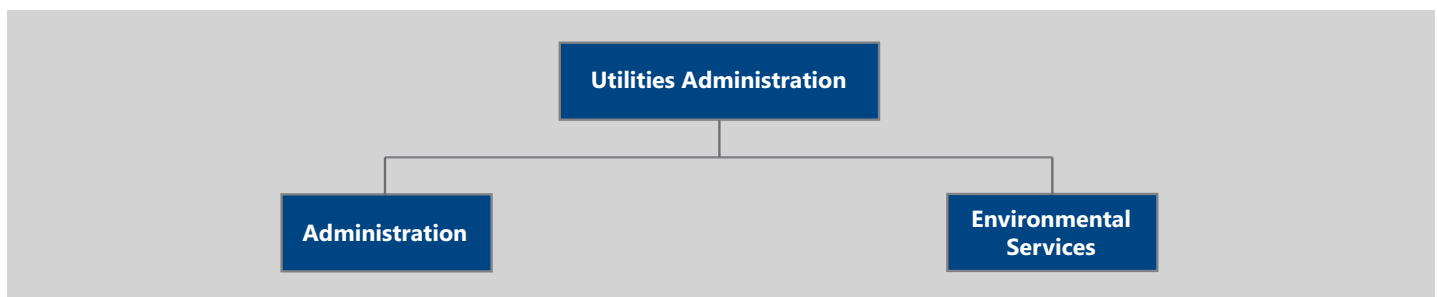 Utilities Administration
Administration
Environmental
Services